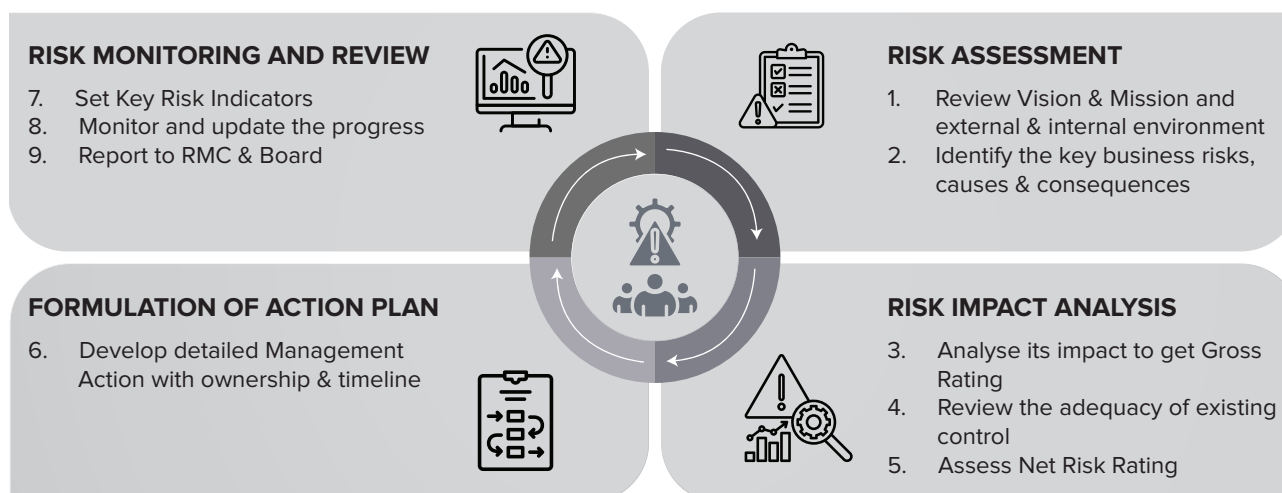 RISK MONITORING AND REVIEW
7. Set Key Risk Indicators
8. Monitor and update the progress
9. Report to RMC & Board
RISK ASSESSMENT
1. Review Vision & Mission and
external & internal environment
2. Identify the key business risks,
causes & consequences
FORMULATION OF ACTION PLAN
6. Develop detailed Management
Action with ownership & timeline
RISK IMPACT ANALYSIS
3. Analyse its impact to get Gross
Rating
4. Review the adequacy of existing
control
5. Assess Net Risk Rating